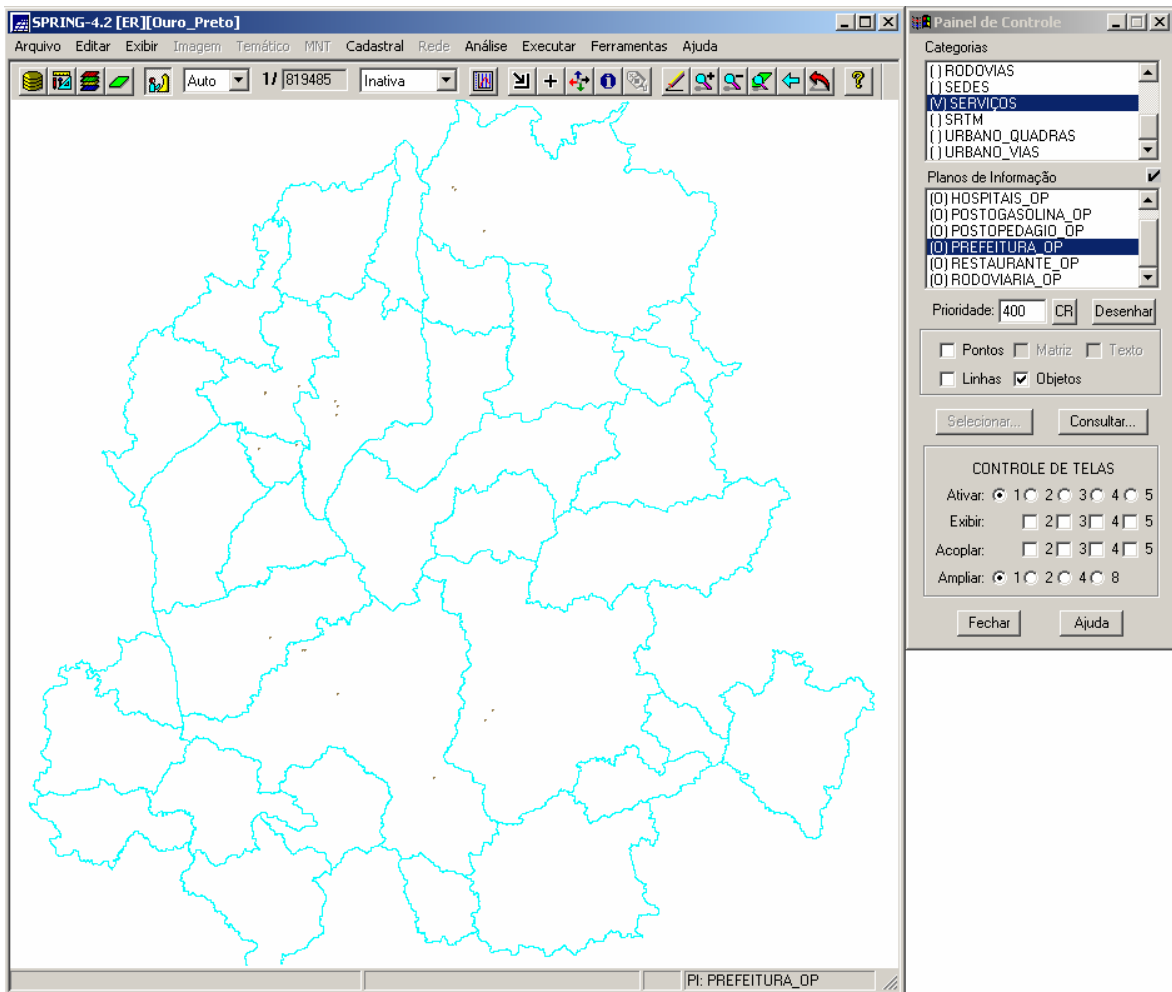 SPRING-4.2 [ER][Ouro_Preto]
Arquivo Editar Exibir Imagem Temático MNT Cadastral Rede Análise Executar Ferramentas Ajuda
Auto 1/ 819485 Inativa
PI: PREFEITURA_OP
Painel de Controle
Categorias
( ) RODOVIAS
( ) SEDES
(V) SERVIÇOS
( ) SRTM
( ) URBANO_QUADRAS
( ) URBANO_VIAS
Planos de Informação
(O) HOSPITAIS_OP
(O) POSTOGASOLINA_OP
(O) POSTOPEDAGIO_OP
(O) PREFEITURA_OP
(O) RESTAURANTE_OP
(O) RODOVIARIA_OP
Prioridade: 400 CR Desenhar
Pontos Matriz Texto
Linhas Objetos
Selecionar... Consultar...
CONTROLE DE TELAS
Ativar: 1 2 3 4 5
Exibir: 2 3 4 5
Acoplar: 2 3 4 5
Ampliar: 1 2 4 8
Fechar Ajuda